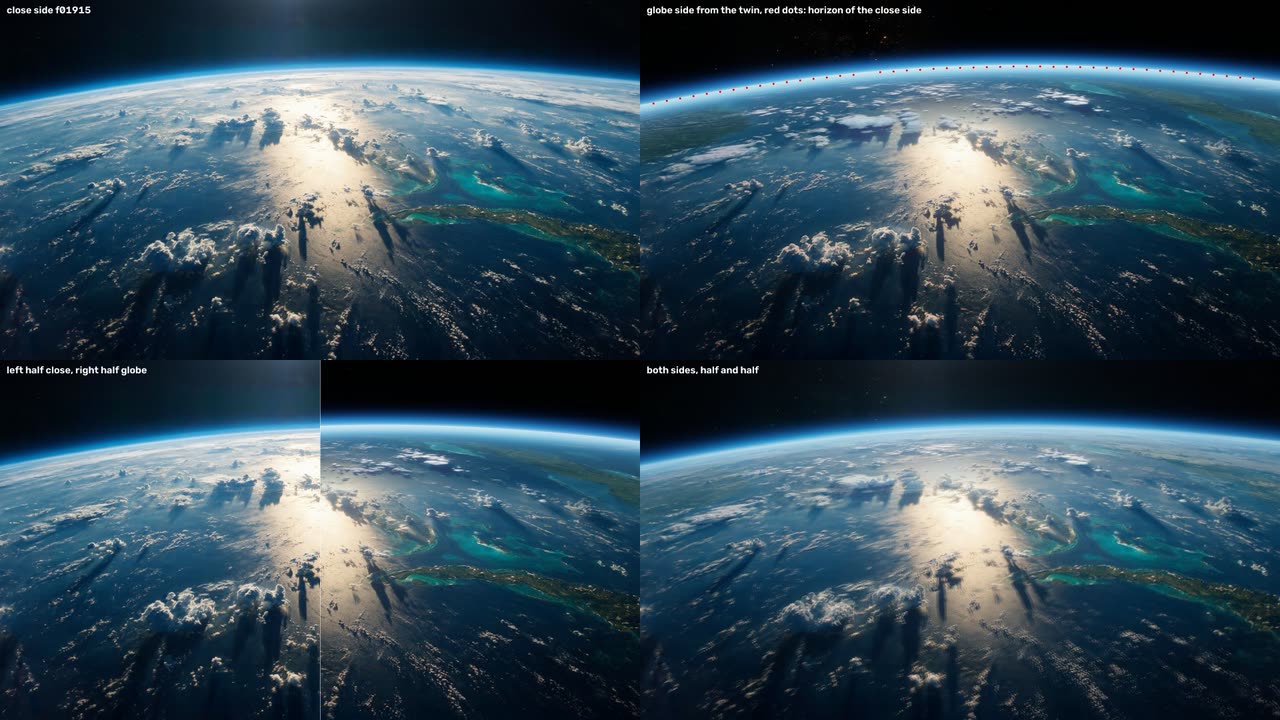 close side f01915
globe side from the twin, red dots: horizon of the close side
left half close, right half globe
both sides, half and half